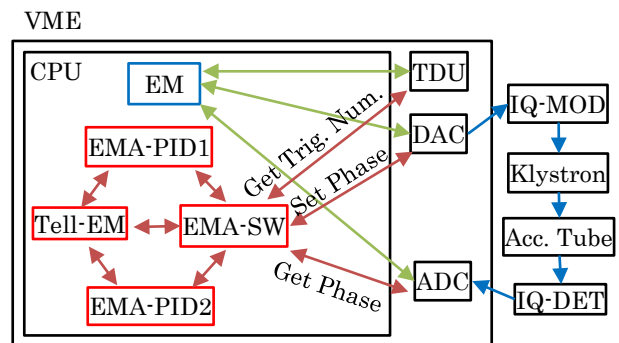 VME
CPU
EM
TDU
Get Trig. Num.
DAC
IQ-MOD
EMA-PID1
Set Phase
Klystron
Tell-EM
EMA-SW
Acc. Tube
Get Phase
ADC
EMA-PID2
IQ-DET